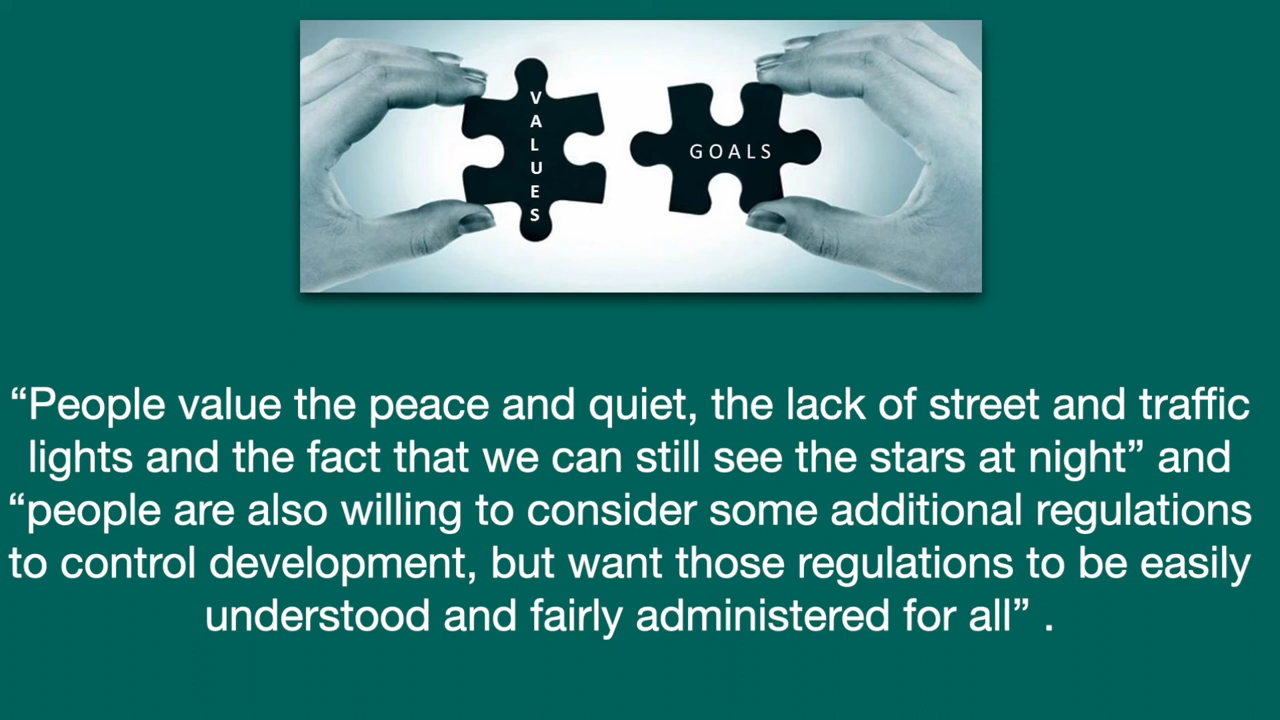 VALUES
GOALS
“People value the peace and quiet, the lack of street and traffic
lights and the fact that we can still see the stars at night” and
“people are also willing to consider some additional regulations
to control development, but want those regulations to be easily
understood and fairly administered for all” .